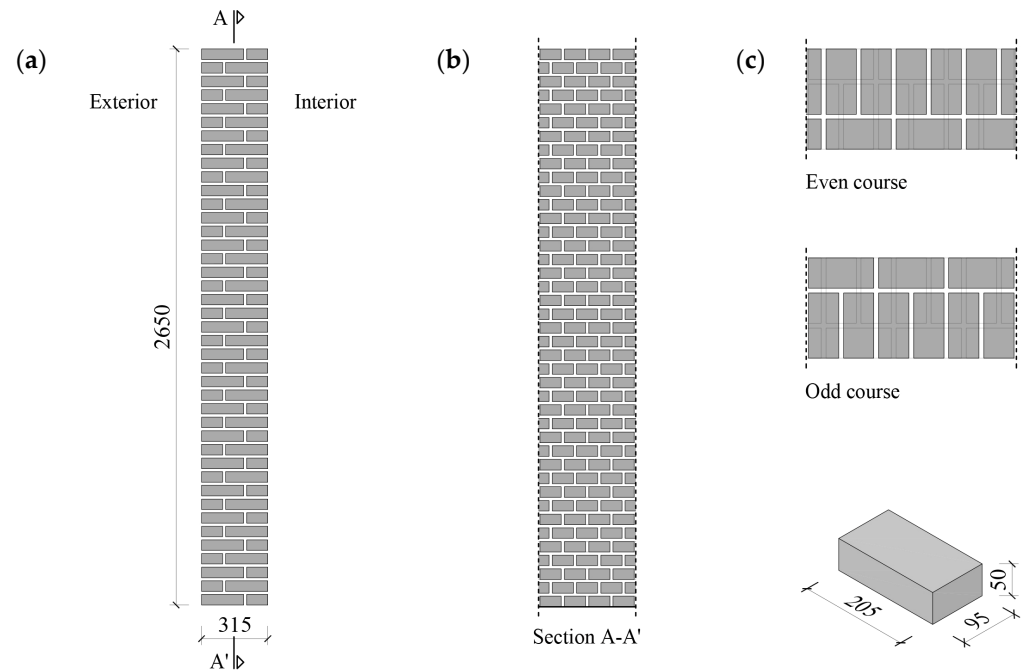 A
(a)
(b)
(c)
Exterior
Interior
Even course
2650
Odd course
50
205
95
315
Section A-A'
A'